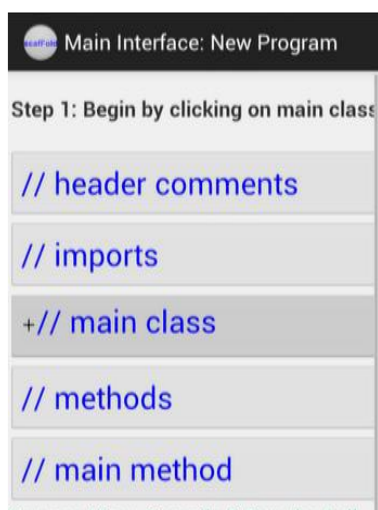 scaffold Main Interface: New Program
Step 1: Begin by clicking on main class
// header comments
// imports
+// main class
// methods
// main method